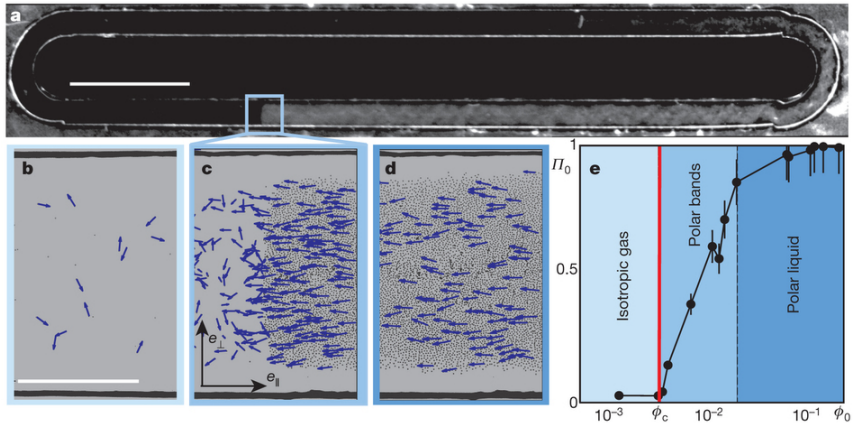 a
b
c
e⊥
e∥
d
e
Π₀
1
0.5
0
Isotropic gas
Polar bands
Polar liquid
10⁻³
ϕc
10⁻²
10⁻¹
ϕ₀